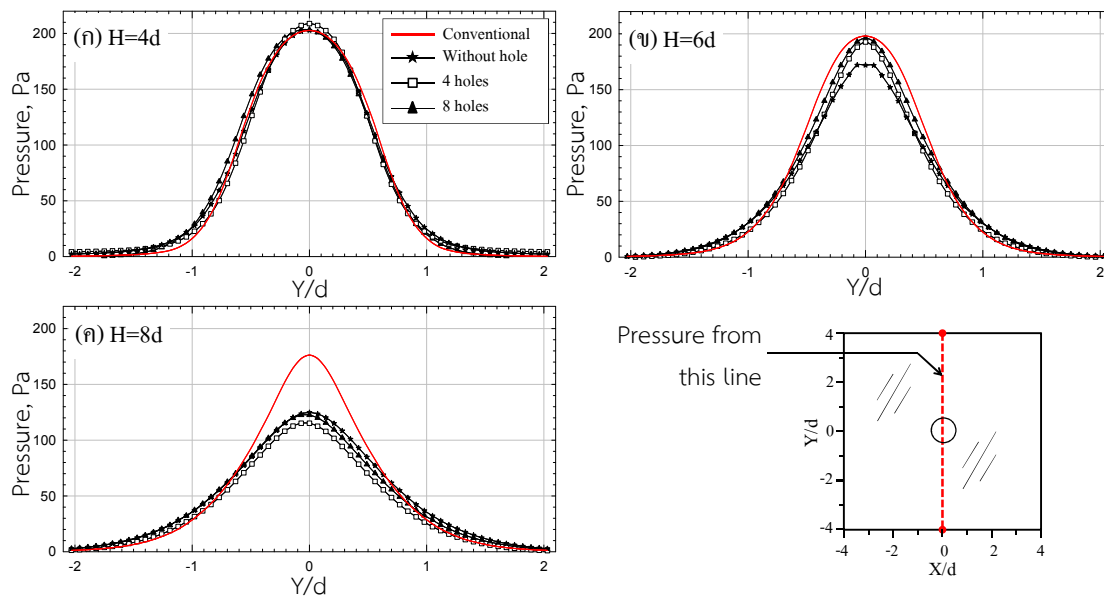 (ก) H=4d
Conventional
Without hole
4 holes
8 holes
Pressure, Pa
200
150
100
50
0
-2 -1 0 1 2
Y/d
(ข) H=6d
Pressure, Pa
200
150
100
50
0
-2 -1 0 1 2
Y/d
(ค) H=8d
Pressure, Pa
200
150
100
50
0
-2 -1 0 1 2
Y/d
Pressure from
this line
Y/d
4
2
0
-2
-4
-4 -2 0 2 4
X/d